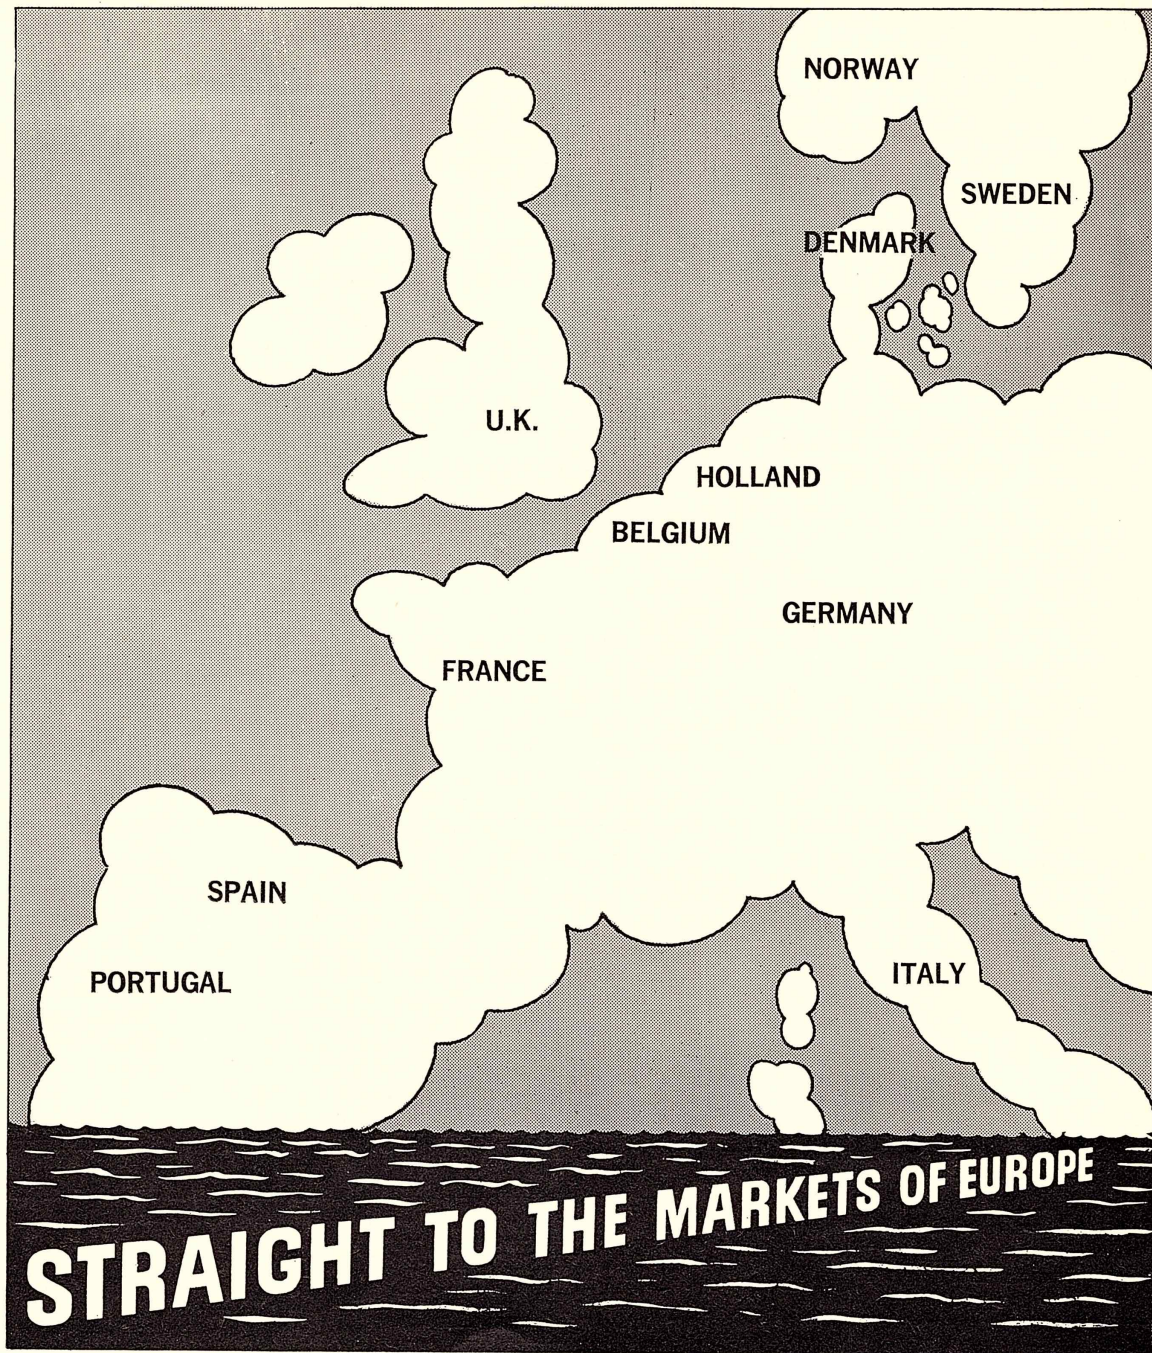 NORWAY
SWEDEN
DENMARK
U.K.
HOLLAND
BELGIUM
GERMANY
FRANCE
SPAIN
PORTUGAL
ITALY
STRAIGHT TO THE MARKETS OF EUROPE